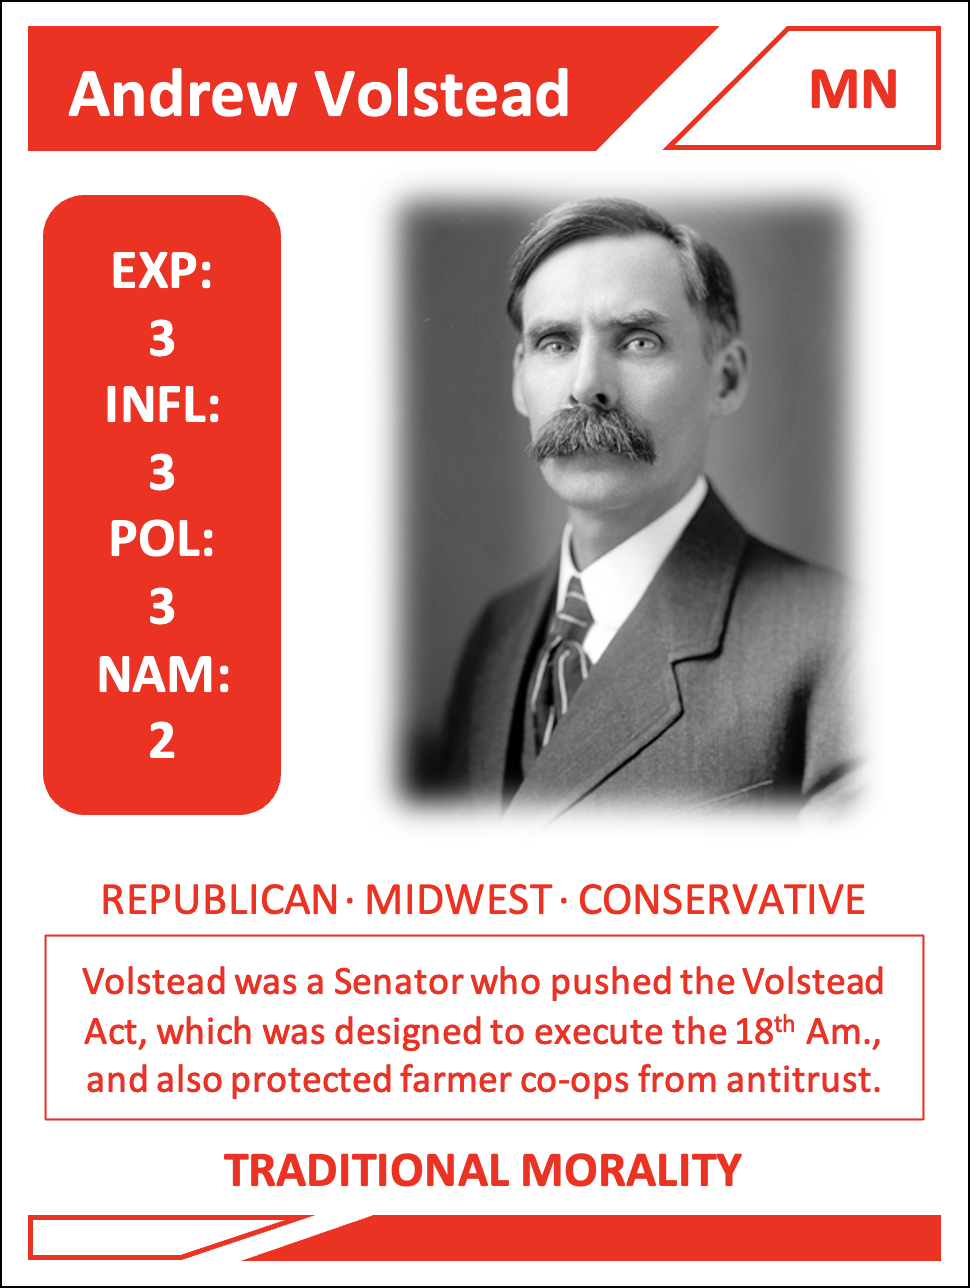 Andrew Volstead
MN
EXP:
3
INFL:
3
POL:
3
NAM:
2
REPUBLICAN · MIDWEST · CONSERVATIVE
Volstead was a Senator who pushed the Volstead
Act, which was designed to execute the 18th Am.,
and also protected farmer co-ops from antitrust.
TRADITIONAL MORALITY